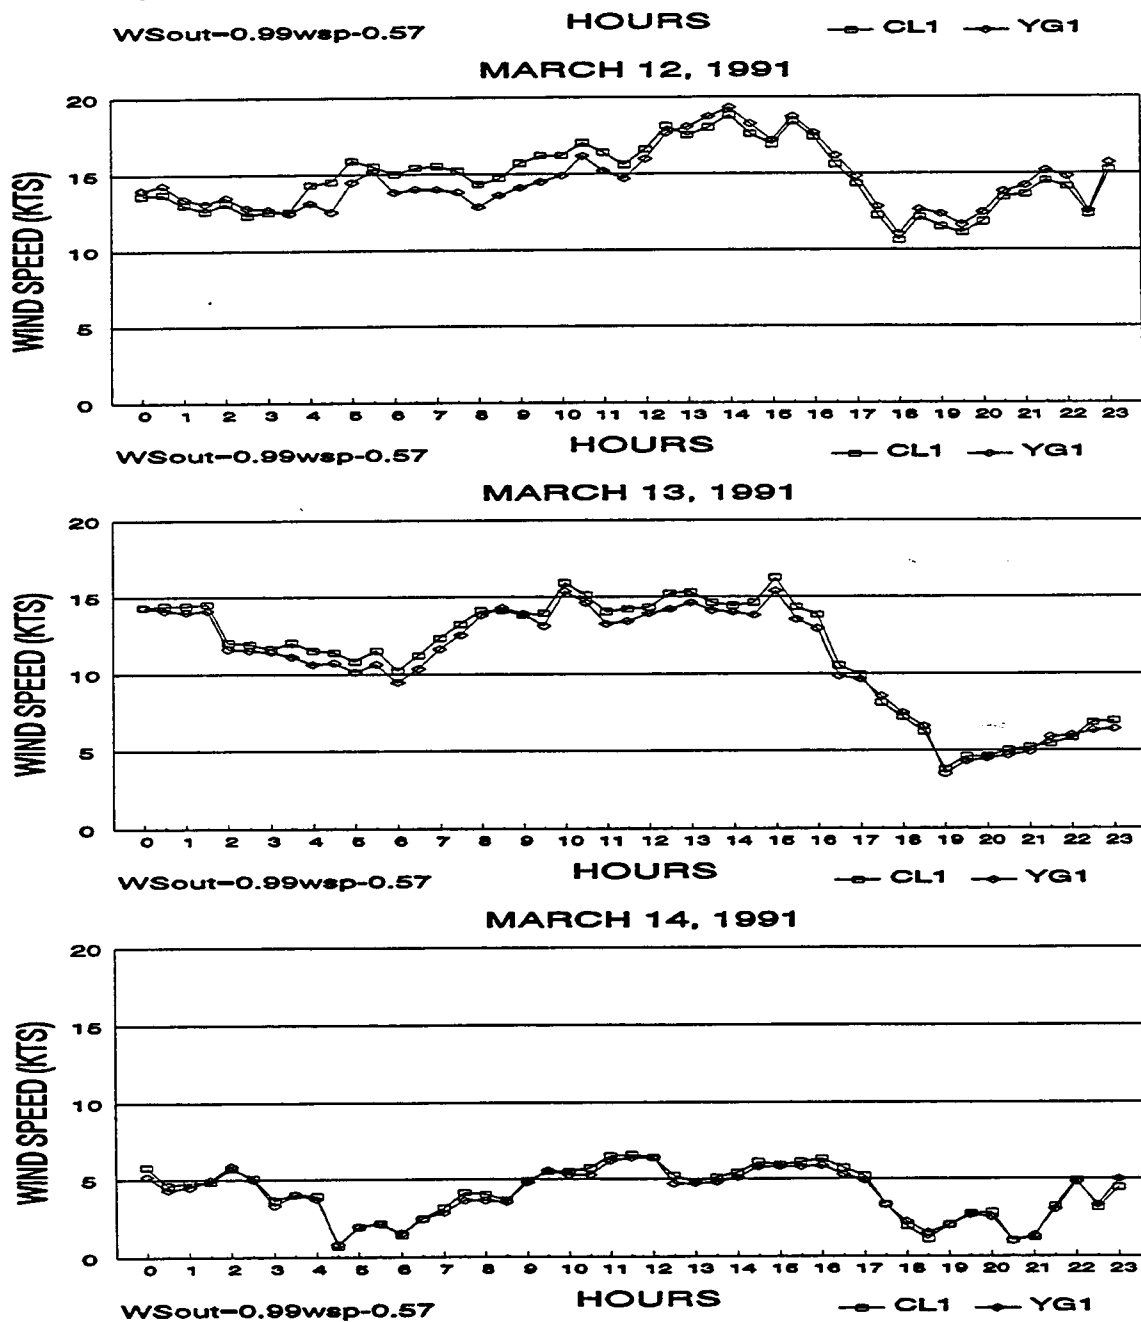 HOURS
WSout=0.99wsp-0.57
CL1 YG1
MARCH 12, 1991
WIND SPEED (KTS)
20
15
10
5
0
0 1 2 3 4 5 6 7 8 9 10 11 12 13 14 15 16 17 18 19 20 21 22 23
HOURS
WSout=0.99wsp-0.57
CL1 YG1
MARCH 13, 1991
WIND SPEED (KTS)
20
15
10
5
0
0 1 2 3 4 5 6 7 8 9 10 11 12 13 14 15 16 17 18 19 20 21 22 23
HOURS
WSout=0.99wsp-0.57
CL1 YG1
MARCH 14, 1991
WIND SPEED (KTS)
20
15
10
5
0
0 1 2 3 4 5 6 7 8 9 10 11 12 13 14 15 16 17 18 19 20 21 22 23
HOURS
WSout=0.99wsp-0.57
CL1 YG1